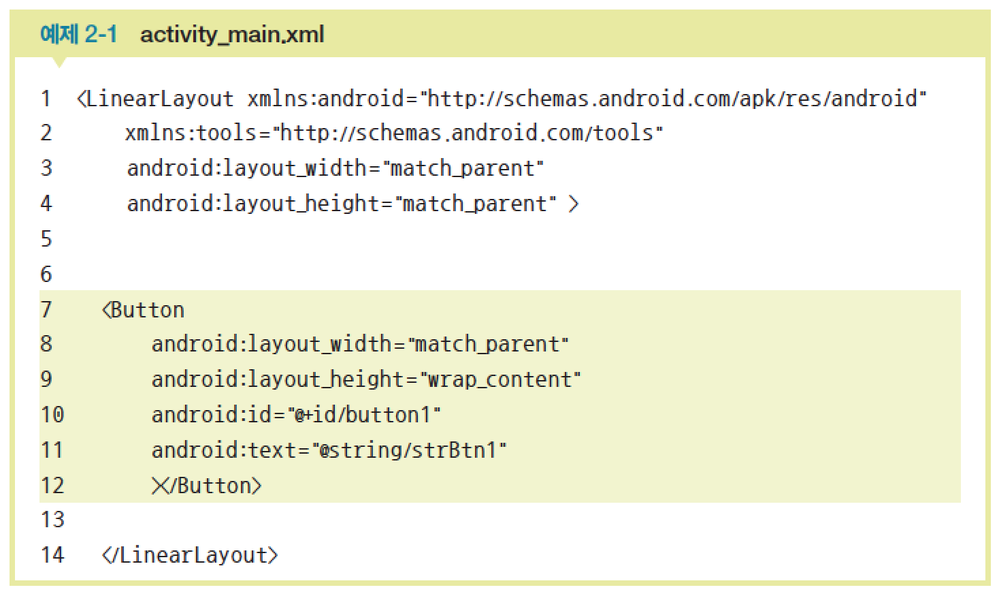 예제 2-1 activity_main.xml
1 <LinearLayout xmlns:android="http://schemas.android.com/apk/res/android"
2 xmlns:tools="http://schemas.android.com/tools"
3 android:layout_width="match_parent"
4 android:layout_height="match_parent" >
5
6
7 <Button
8 android:layout_width="match_parent"
9 android:layout_height="wrap_content"
10 android:id="@+id/button1"
11 android:text="@string/strBtn1"
12 ></Button>
13
14 </LinearLayout>